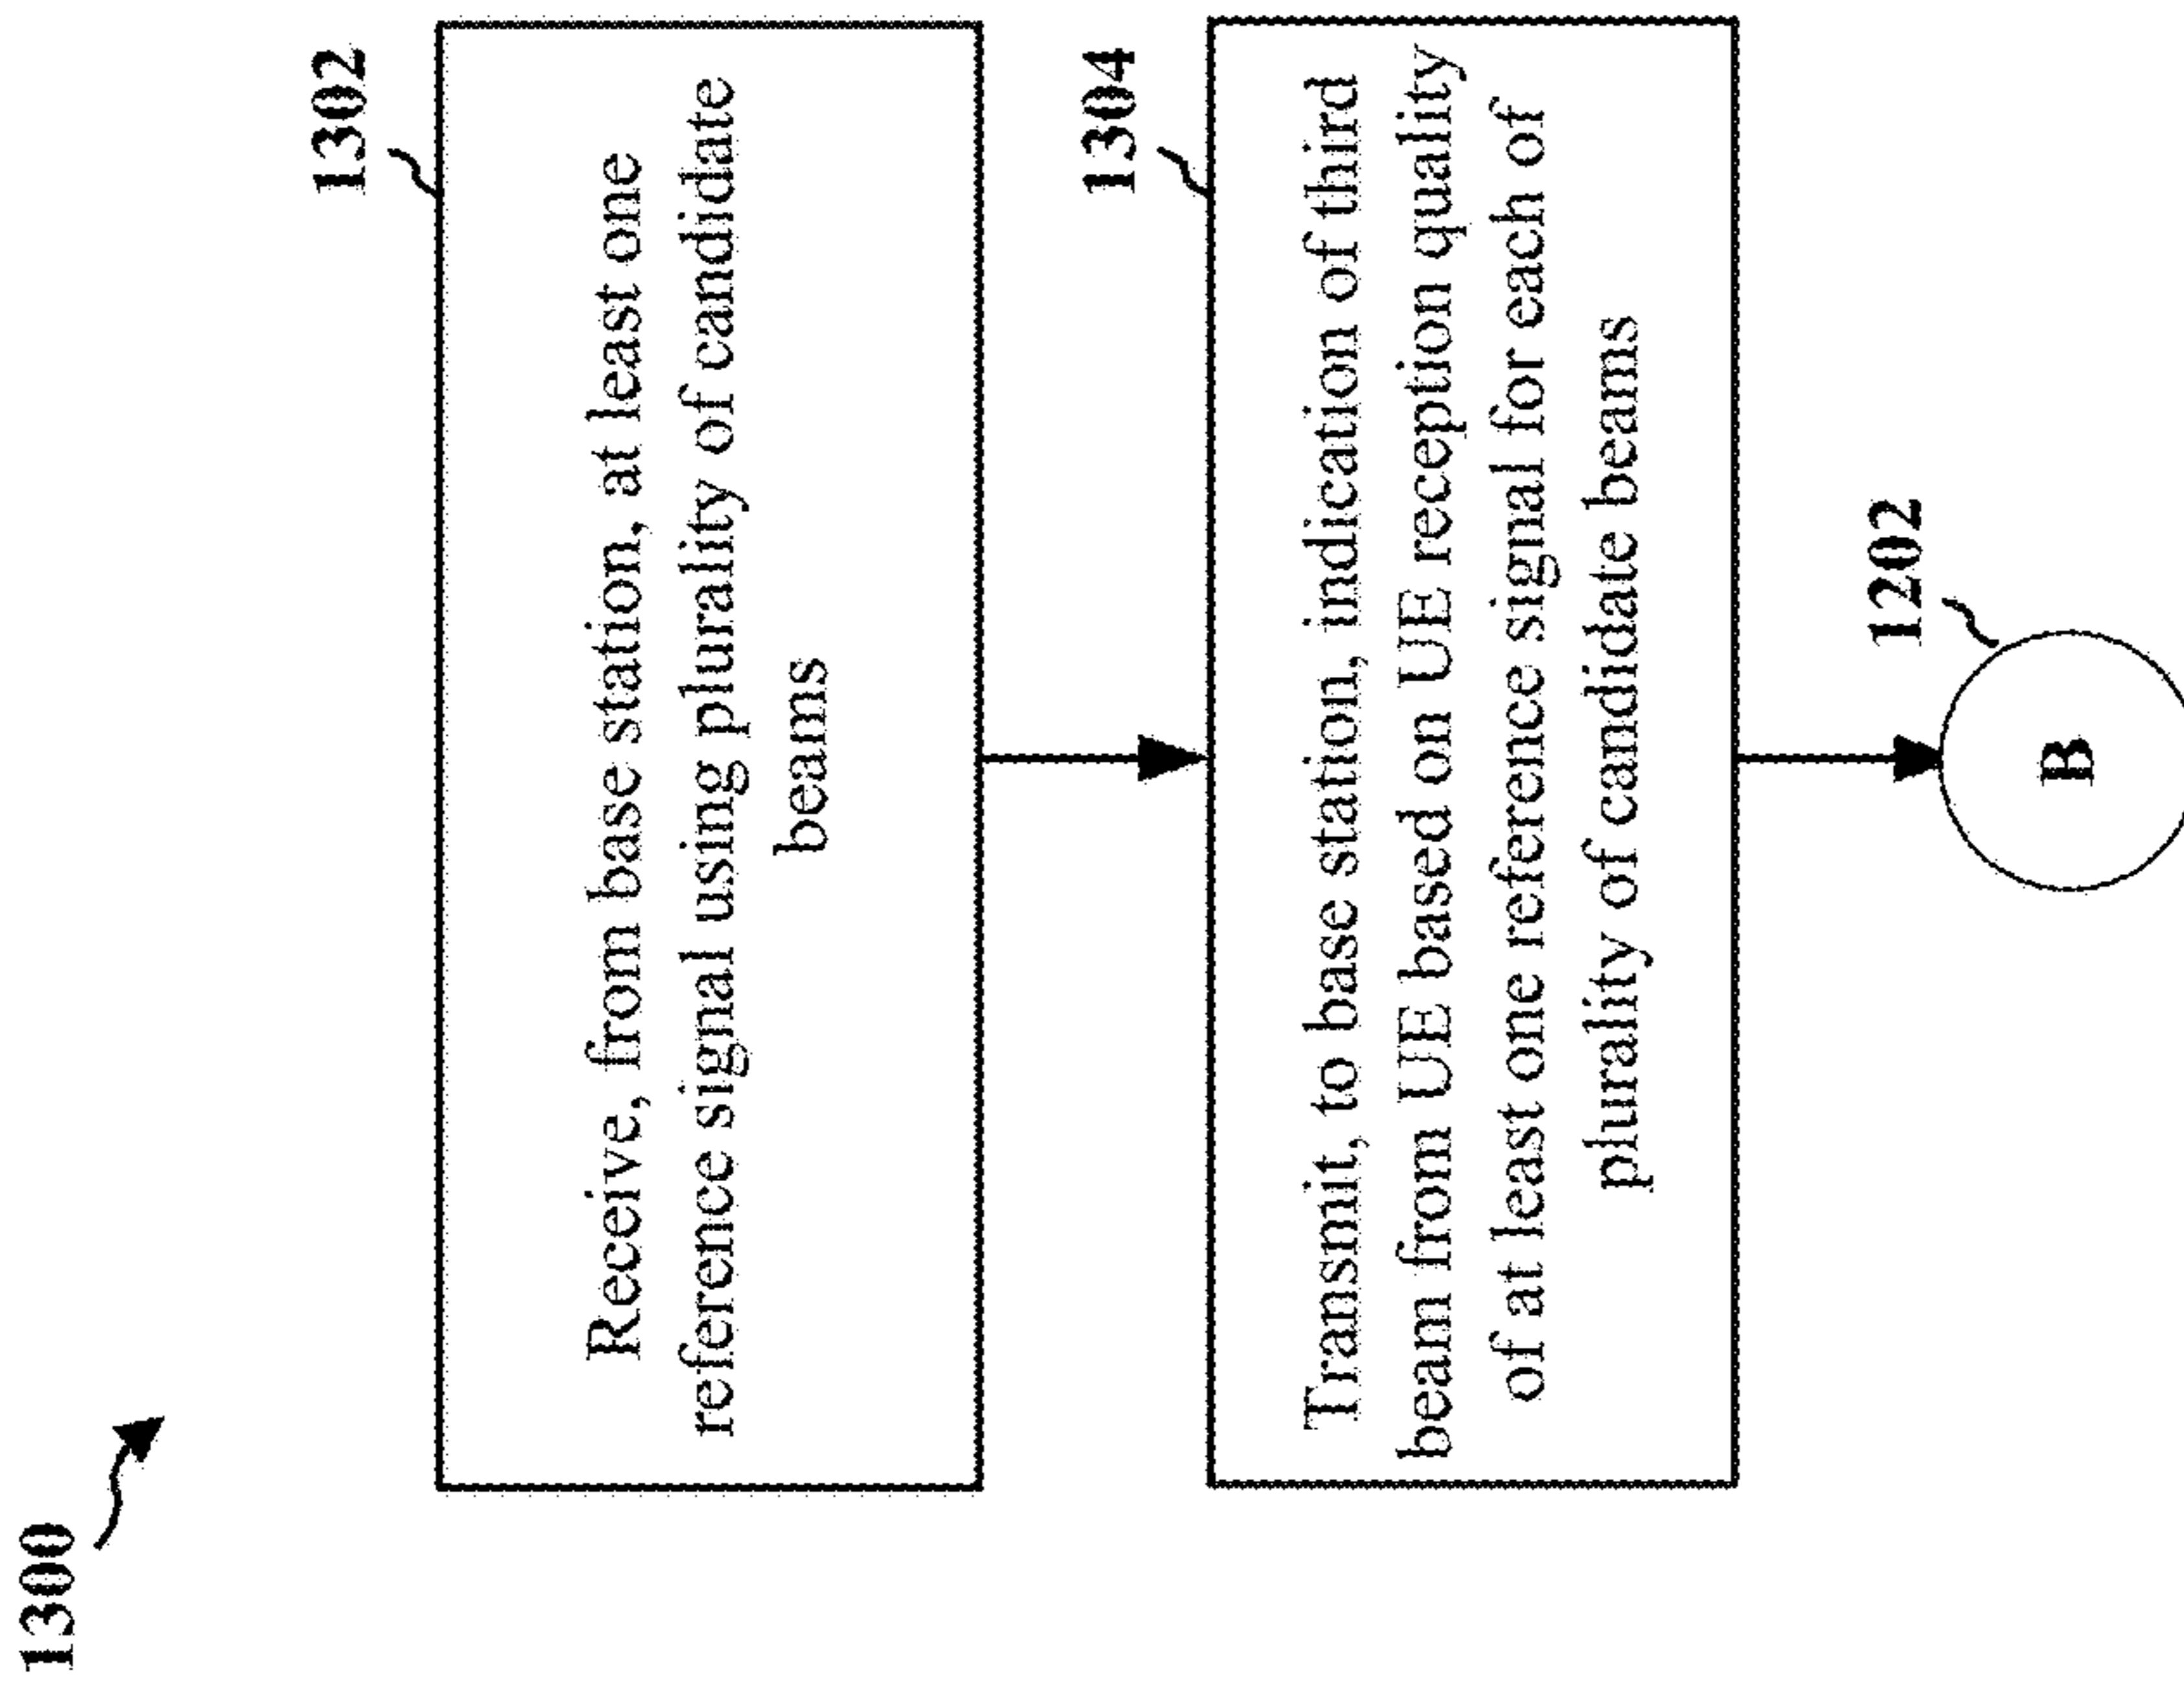 1300
1302
Receive, from base station, at least one
reference signal using plurality of candidate
beams
1304
Transmit, to base station, indication of third
beam from UE based on UE reception quality
of at least one reference signal for each of
plurality of candidate beams
1202
B